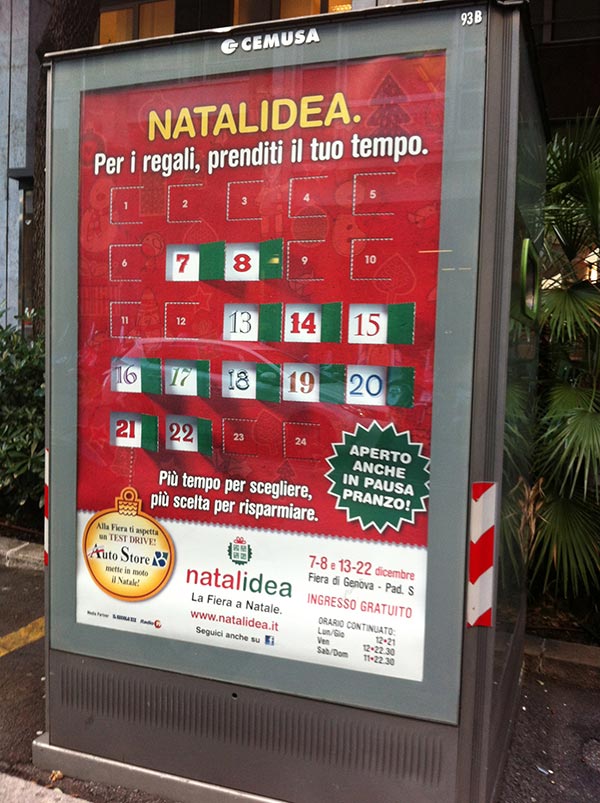 CEMUSA
93B
NATALIDEA.
Per i regali, prenditi il tuo tempo.
1 2 3 4 5
6 7 8 9 10
11 12 13 14 15
16 17 18 19 20
21 22 23 24
APERTO
ANCHE
IN PAUSA
PRANZO!
Più tempo per scegliere,
più scelta per risparmiare.
Alla Fiera ti aspetta
un TEST DRIVE!
Auto Store
mette in moto
il Natale!
natalidea
La Fiera a Natale.
www.natalidea.it
Seguici anche su f
7-8 e 13-22 dicembre
Fiera di Genova - Pad. S
INGRESSO GRATUITO
ORARIO CONTINUATO:
Lun/Gio 12•21
Ven 12•22.30
Sab/Dom 11•22.30
Media Partner